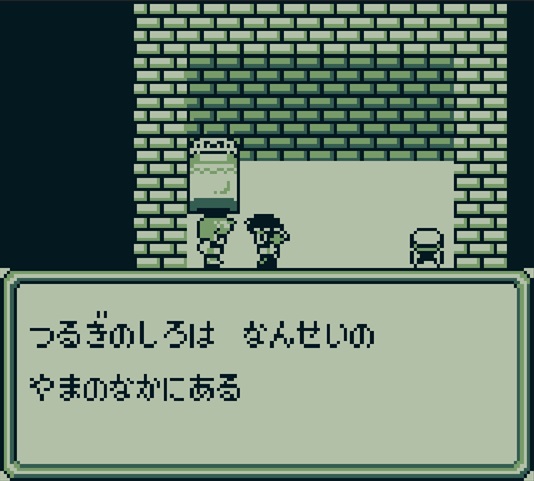 つるぎのしろは　なんせいの
やまのなかにある